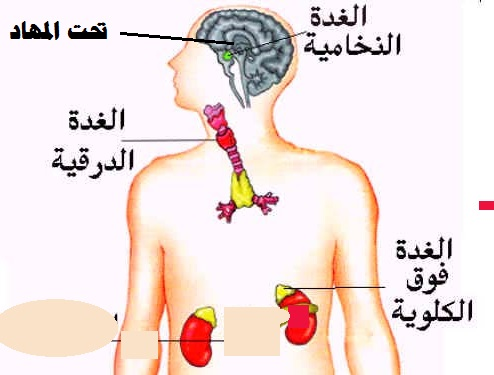 الغدة
النخامية
تحت المهاد
الغدة
الدرقية
الغدة
فوق
الكلوية